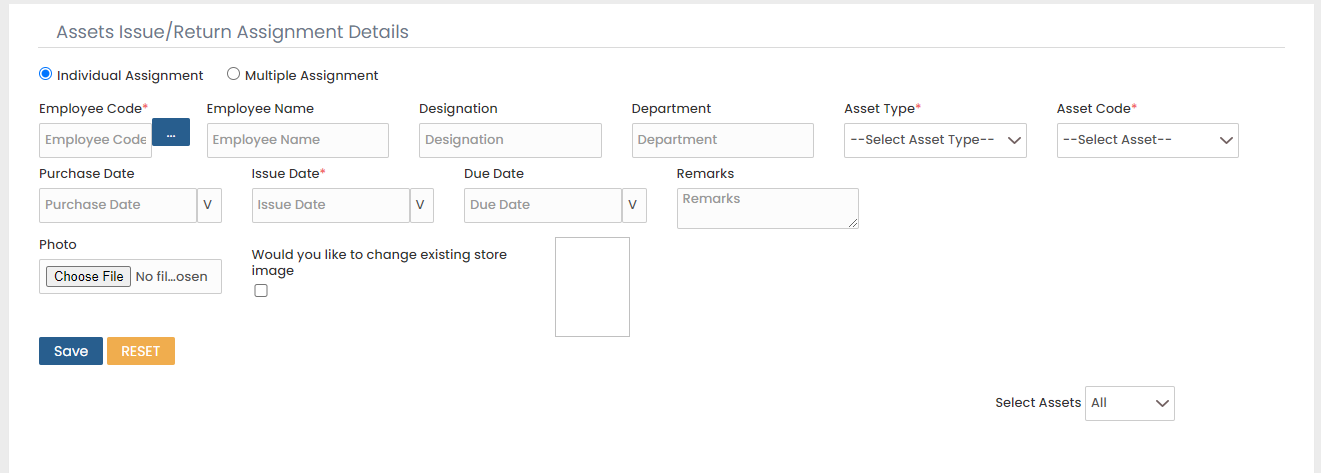 Assets Issue/Return Assignment Details
Individual Assignment Multiple Assignment
Employee Code* Employee Name Designation Department Asset Type* Asset Code*
Employee Code ... Employee Name Designation Department --Select Asset Type-- --Select Asset--
Purchase Date Issue Date* Due Date Remarks
Purchase Date V Issue Date V Due Date V Remarks
Photo
Would you like to change existing store
image
Choose File No fil...osen
Save RESET
Select Assets All